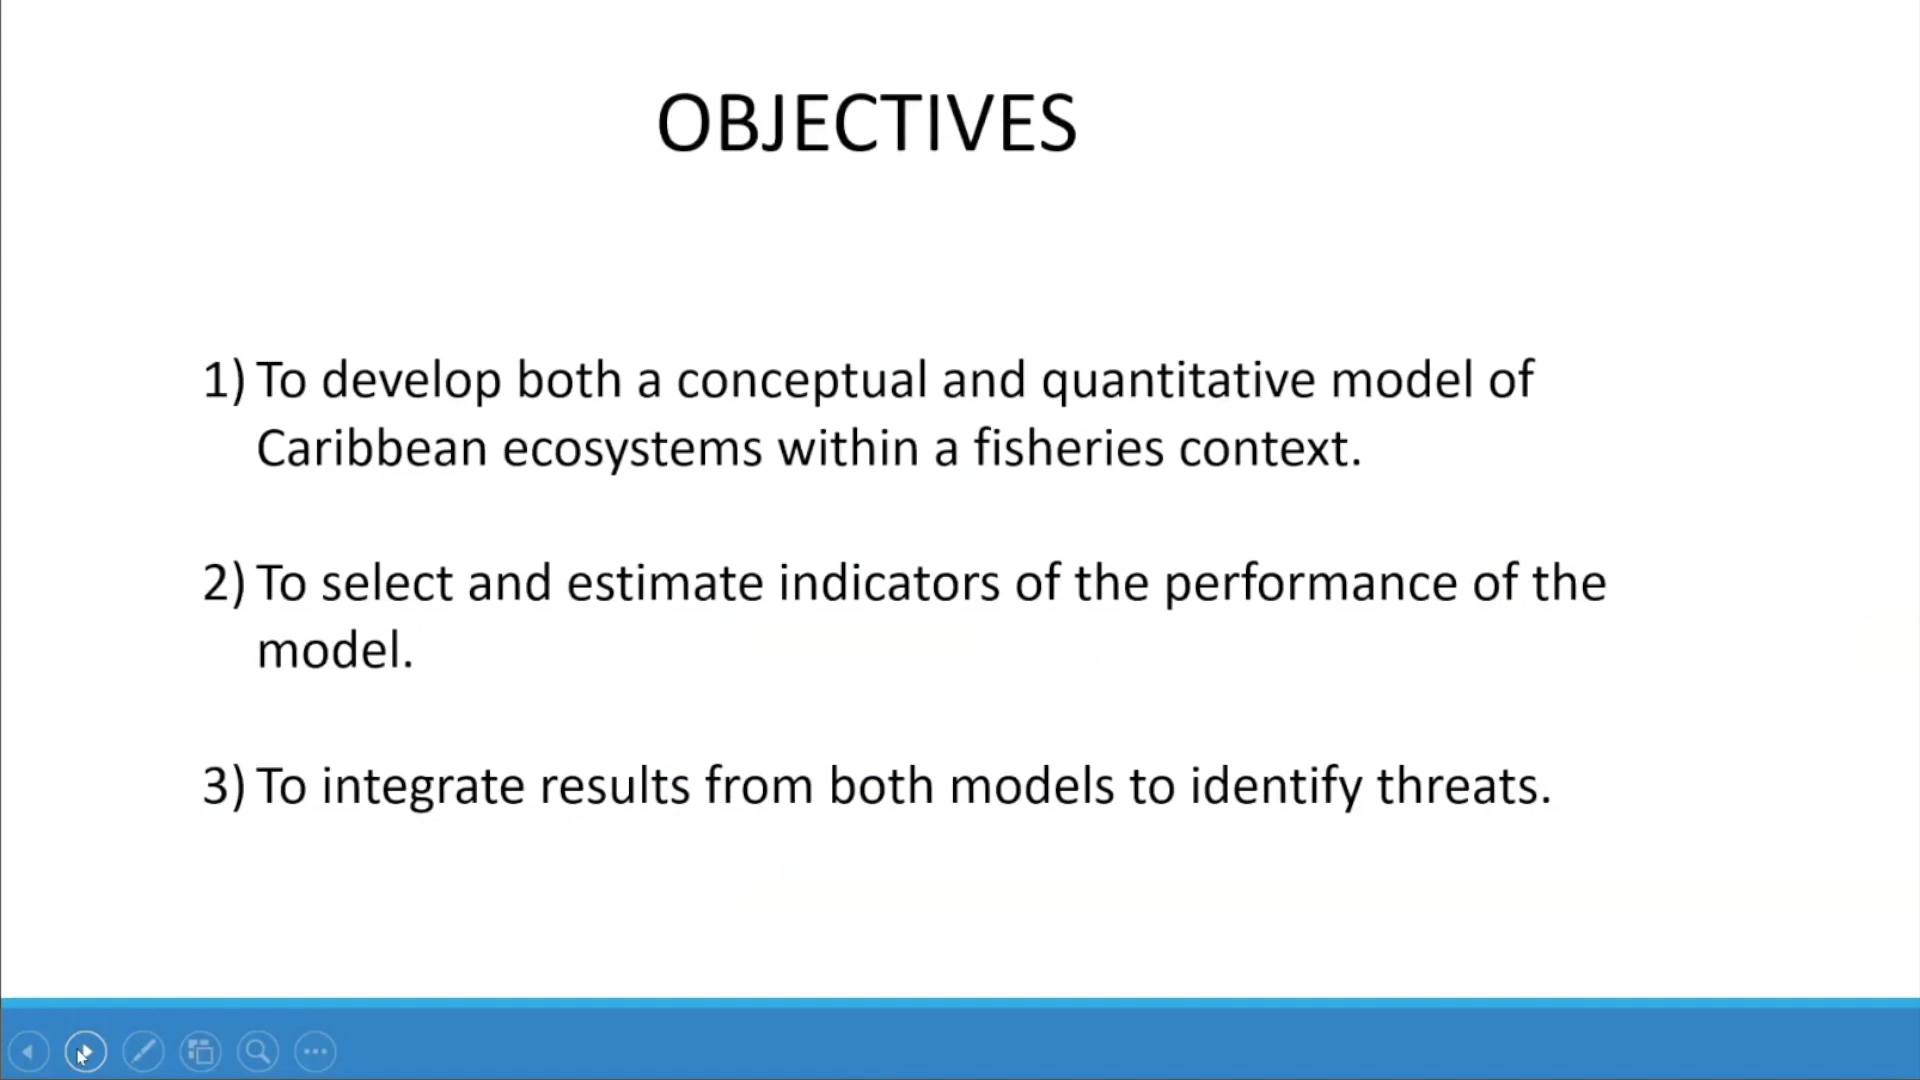 OBJECTIVES
1) To develop both a conceptual and quantitative model of
Caribbean ecosystems within a fisheries context.
2) To select and estimate indicators of the performance of the
model.
3) To integrate results from both models to identify threats.